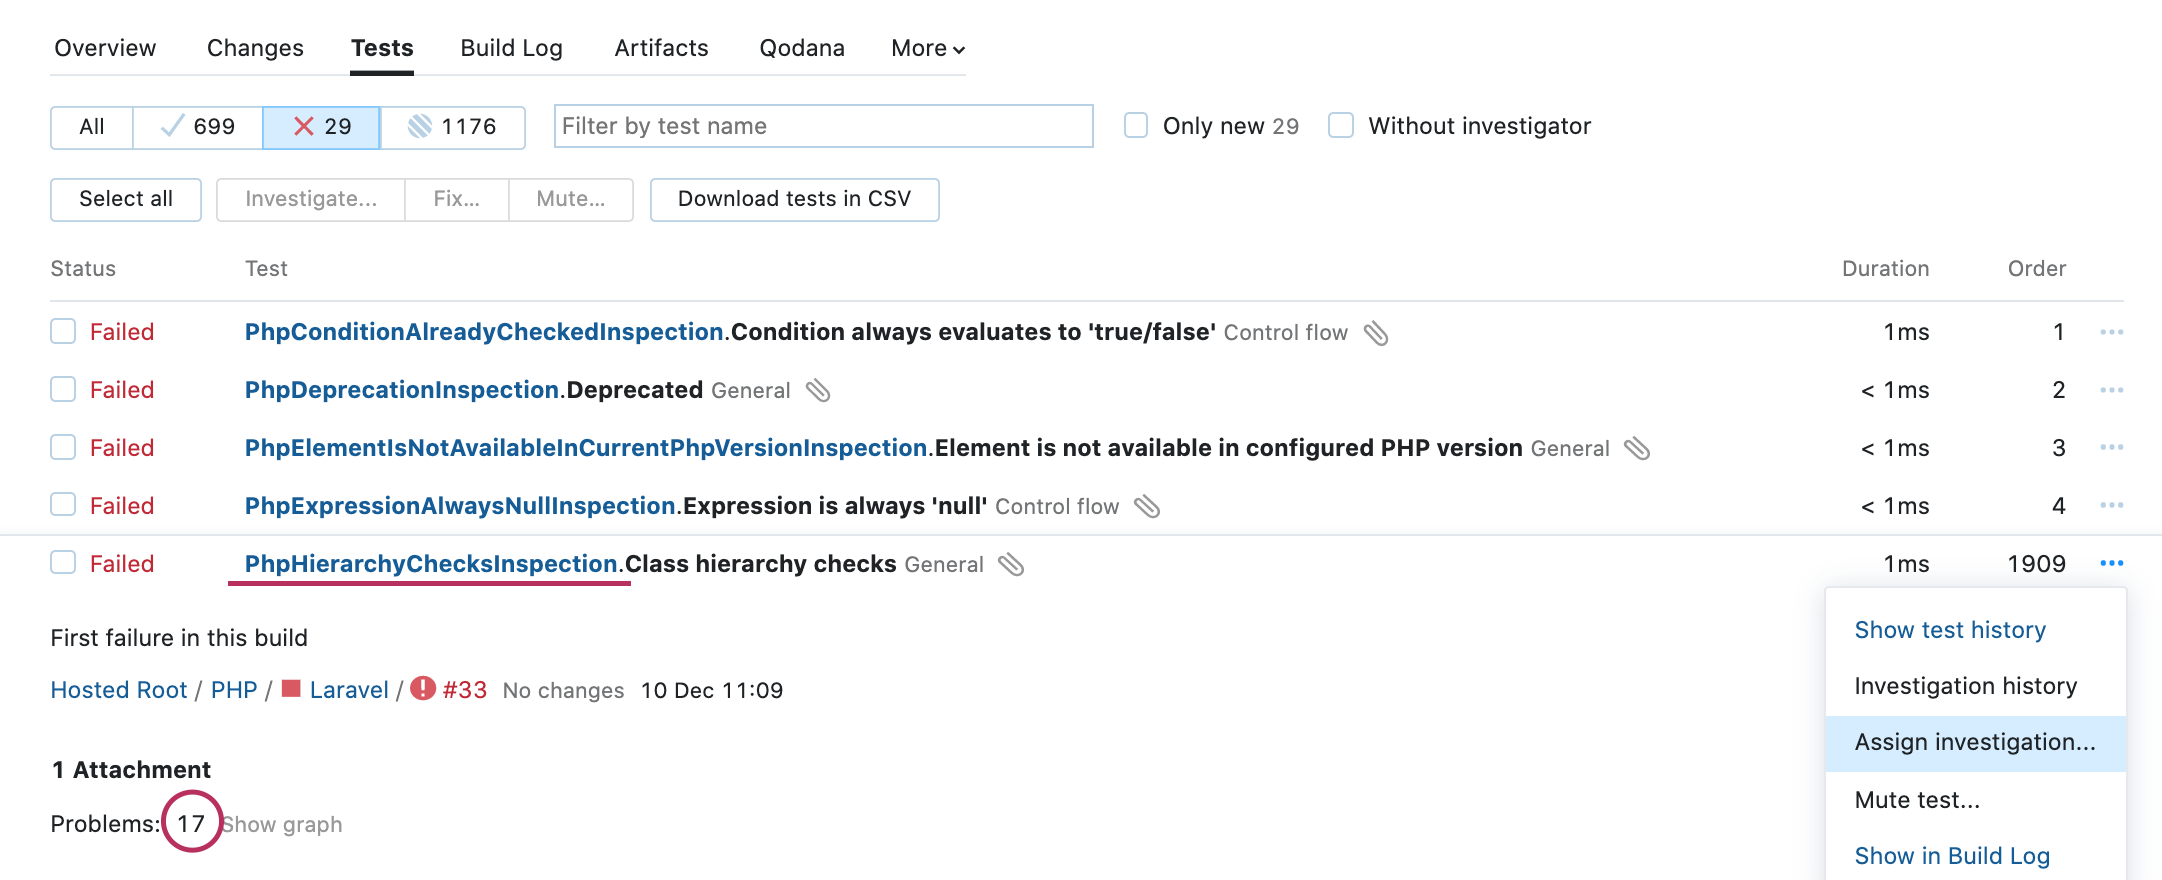 Overview Changes Tests Build Log Artifacts Qodana More
All 699 29 1176 Filter by test name Only new 29 Without investigator
Select all Investigate... Fix... Mute... Download tests in CSV
Status Test Duration Order
Failed PhpConditionAlreadyCheckedInspection.Condition always evaluates to 'true/false' Control flow 1ms 1
Failed PhpDeprecationInspection.Deprecated General < 1ms 2
Failed PhpElementIsNotAvailableInCurrentPhpVersionInspection.Element is not available in configured PHP version General < 1ms 3
Failed PhpExpressionAlwaysNullInspection.Expression is always 'null' Control flow < 1ms 4
Failed PhpHierarchyChecksInspection.Class hierarchy checks General 1ms 1909
First failure in this build
Hosted Root / PHP / Laravel / #33 No changes 10 Dec 11:09
1 Attachment
Problems: 17 Show graph
Show test history
Investigation history
Assign investigation...
Mute test...
Show in Build Log